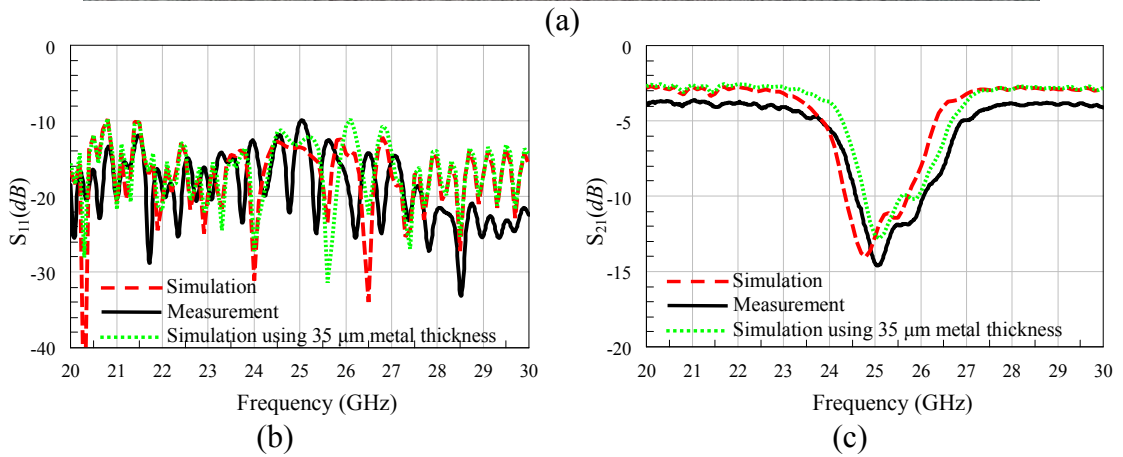 (a)
0
-10
-20
-30
-40
S11(dB)
Simulation
Measurement
Simulation using 35 μm metal thickness
20 21 22 23 24 25 26 27 28 29 30
Frequency (GHz)
(b)
0
-5
-10
-15
-20
S21(dB)
Simulation
Measurement
Simulation using 35 μm metal thickness
20 21 22 23 24 25 26 27 28 29 30
Frequency (GHz)
(c)